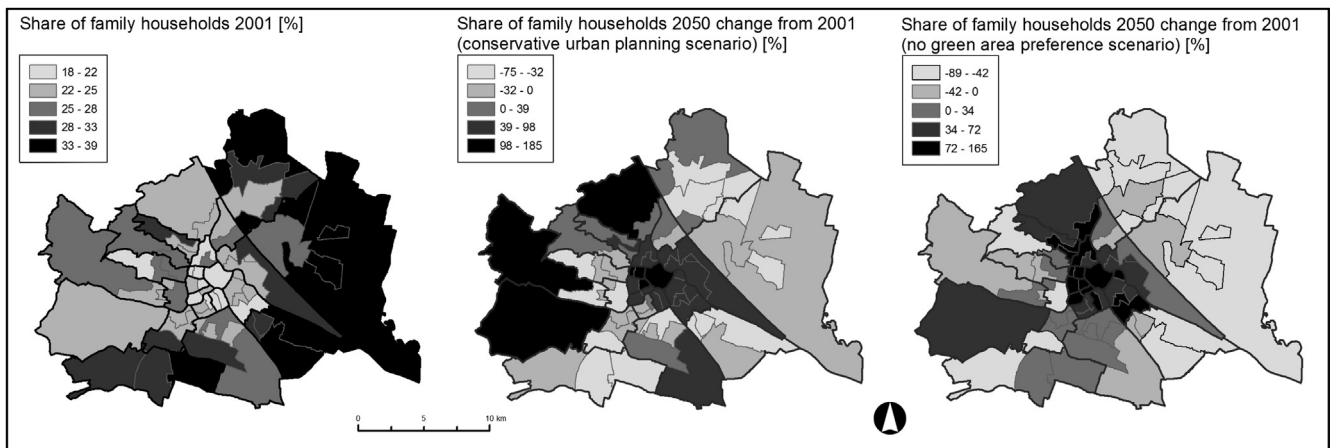 Share of family households 2001 [%]
18 - 22
22 - 25
25 - 28
28 - 33
33 - 39
Share of family households 2050 change from 2001
(conservative urban planning scenario) [%]
-75 - -32
-32 - 0
0 - 39
39 - 98
98 - 185
Share of family households 2050 change from 2001
(no green area preference scenario) [%]
-89 - -42
-42 - 0
0 - 34
34 - 72
72 - 165
0 5 10 km